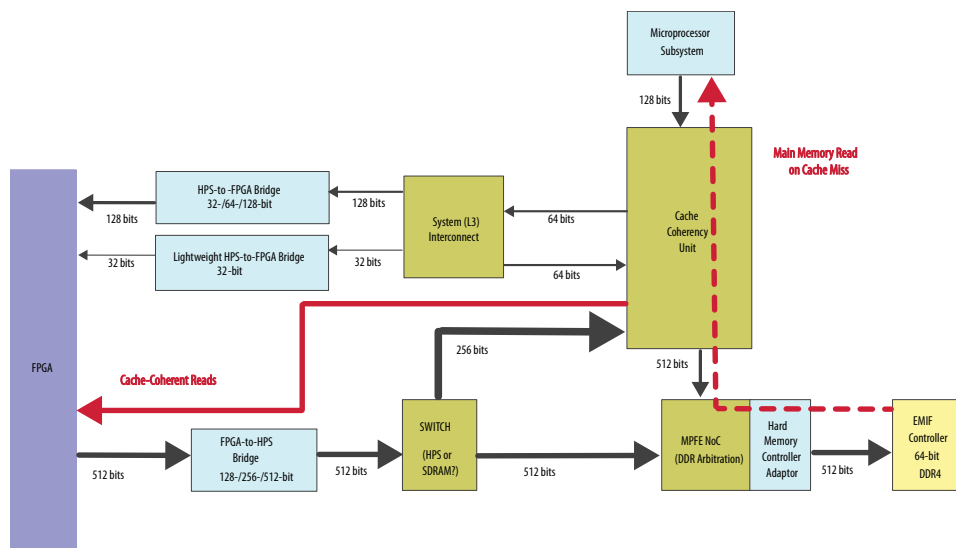 Microprocessor
Subsystem
128 bits
Main Memory Read
on Cache Miss
HPS-to -FPGA Bridge
32-/64-/128-bit
128 bits
128 bits
System (L3)
Interconnect
64 bits
Cache
Coherency
Unit
Lightweight HPS-to-FPGA Bridge
32-bit
32 bits
32 bits
64 bits
256 bits
512 bits
FPGA
Cache-Coherent Reads
512 bits
FPGA-to-HPS
Bridge
128-/256-/512-bit
512 bits
SWITCH
(HPS or
SDRAM?)
512 bits
MPFE NoC
(DDR Arbitration)
Hard
Memory
Controller
Adaptor
512 bits
EMIF
Controller
64-bit
DDR4